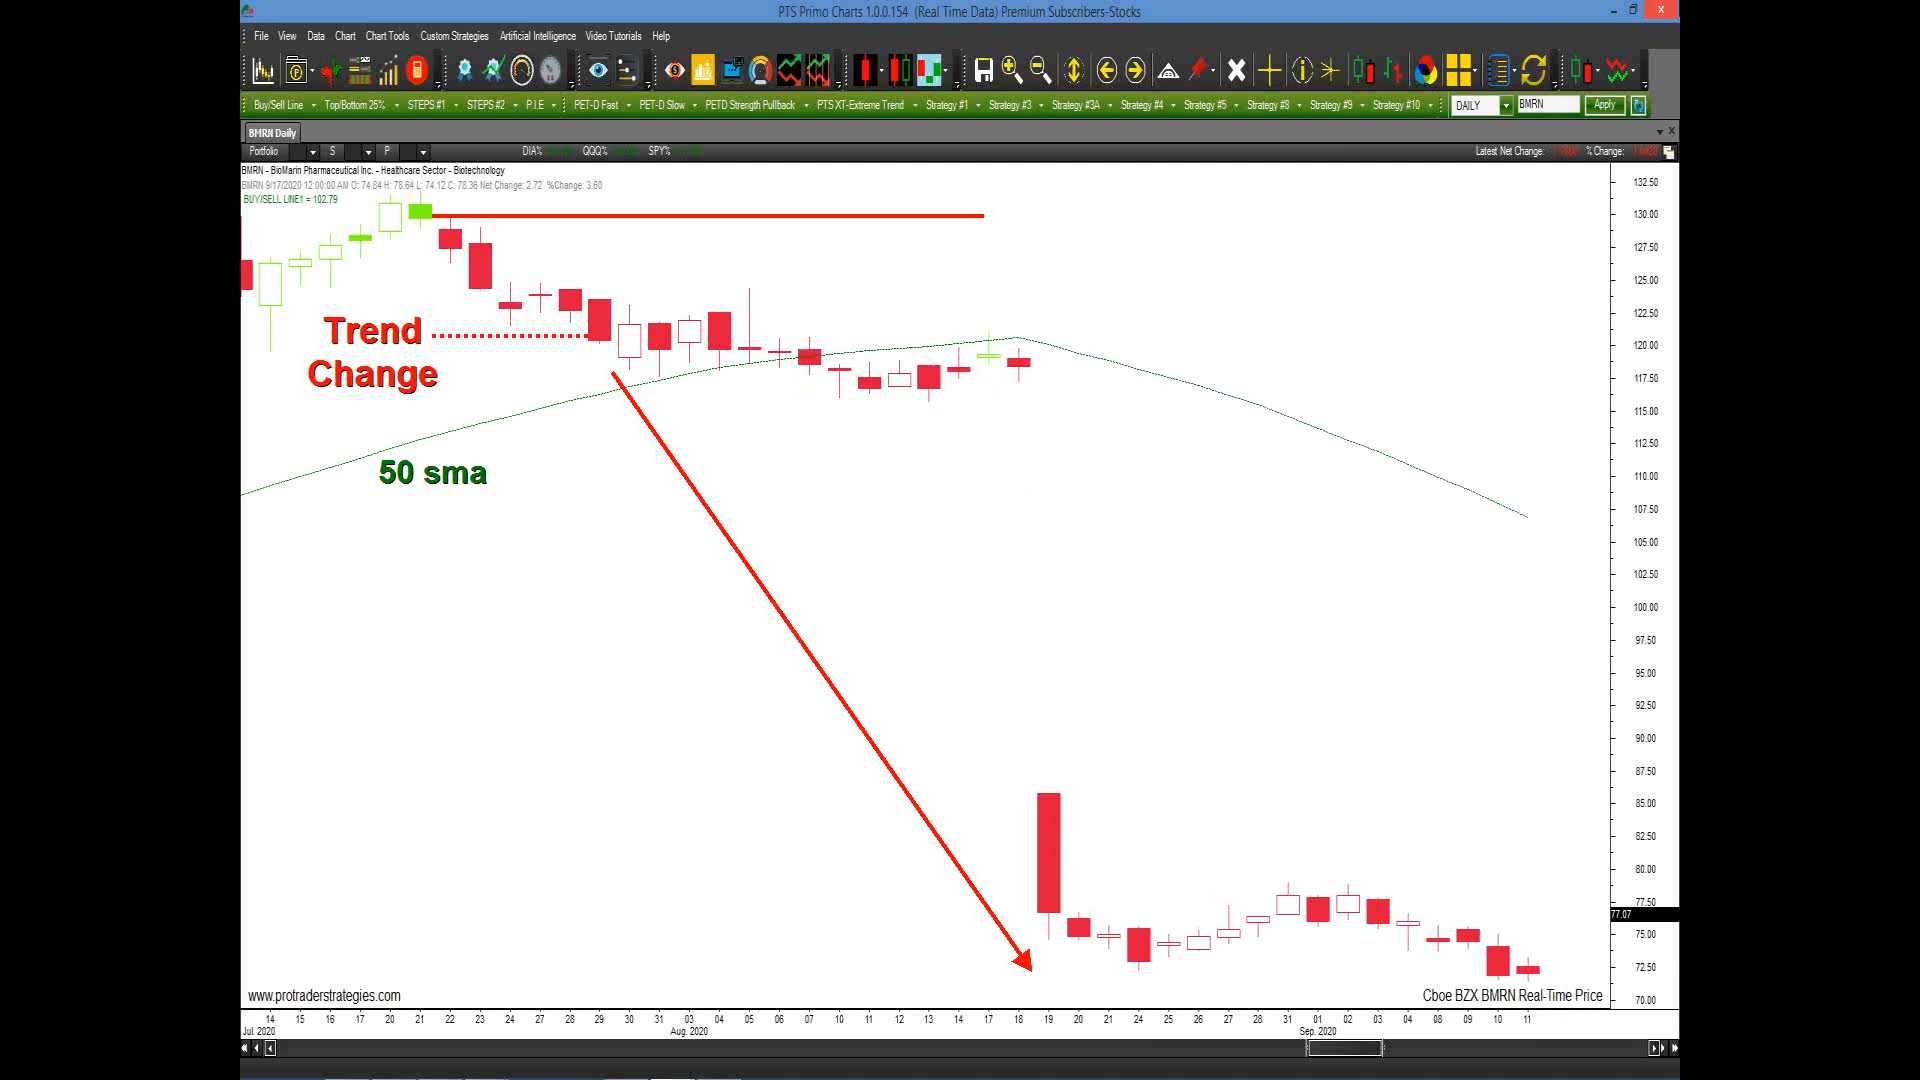 PTS Primo Charts 1.0.0.154 (Real Time Data) Premium Subscribers-Stocks
File View Data Chart Chart Tools Custom Strategies Artificial Intelligence Video Tutorials Help
Buy/Sell Line Top/Bottom 25% STEPS #1 STEPS #2 P.I.E PET-D Fast PET-D Slow PETD Strength Pullback PTS XT-Extreme Trend Strategy #1 Strategy #3 Strategy #3A Strategy #4 Strategy #5 Strategy #8 Strategy #9 Strategy #10 DAILY BMRN Apply
BMRN Daily
Portfolio S P DIA% QQQ% SPY% Latest Net Change: % Change:
BMRN - BioMarin Pharmaceutical Inc. - Healthcare Sector - Biotechnology
BMRN 9/17/2020 12:00:00 AM O: 74.84 H: 78.64 L: 74.12 C: 78.36 Net Change: 2.72 %Change: 3.60
BUY/SELL LINE1 = 102.79
132.50
130.00
127.50
125.00
122.50
120.00
117.50
115.00
112.50
110.00
107.50
105.00
102.50
100.00
97.50
95.00
92.50
90.00
87.50
85.00
82.50
80.00
77.50
77.07
75.00
72.50
70.00
Trend
Change
50 sma
www.protraderstrategies.com
Cboe BZX BMRN Real-Time Price
14 15 16 17 20 21 22 23 24 27 28 29 30 31 03 04 05 06 07 10 11 12 13 14 17 18 19 20 21 24 25 26 27 28 31 01 02 03 04 08 09 10 11
Jul. 2020 Aug. 2020 Sep. 2020